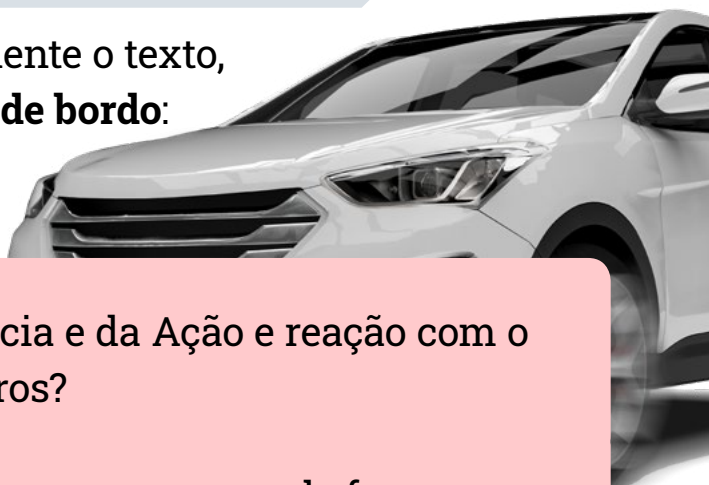 ente o texto,
de bordo:
cia e da Ação e reação com o
ros?